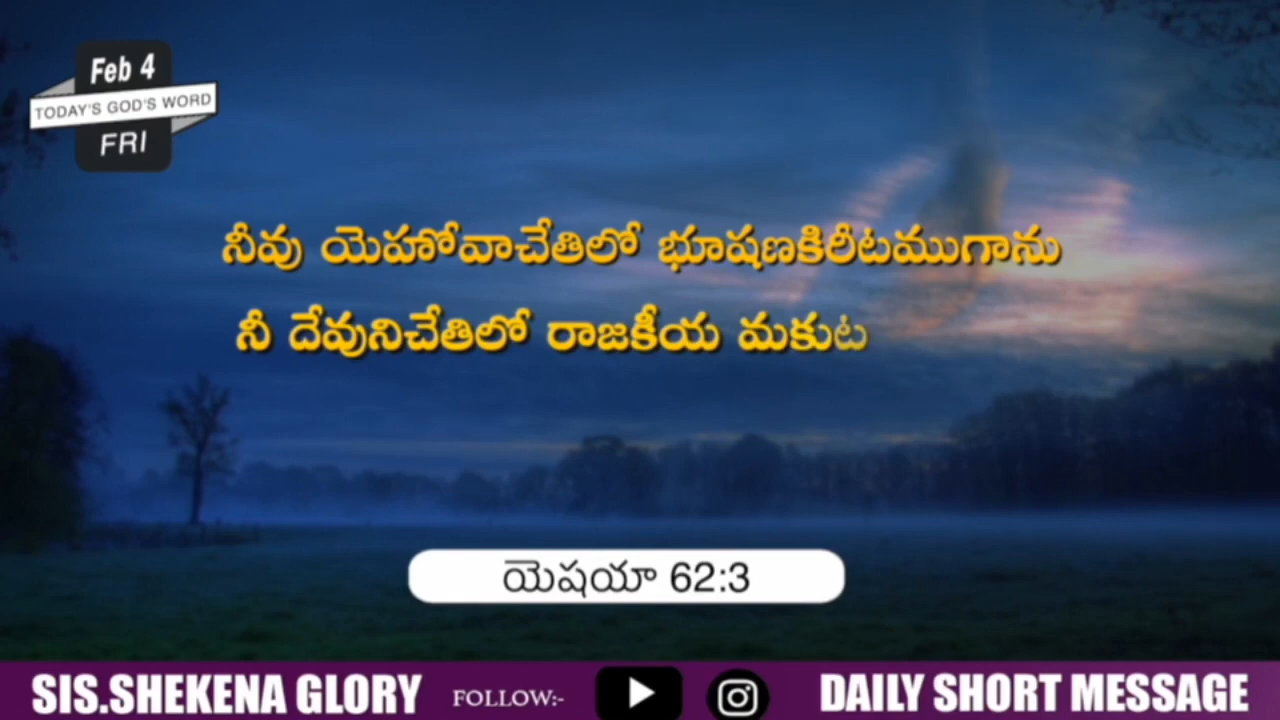 Feb 4
TODAY'S GOD'S WORD
FRI
నీవు యెహోవాచేతిలో భూషణకిరీటముగాను
నీ దేవునిచేతిలో రాజకీయ మకుట
యెషయా 62:3
SIS.SHEKENA GLORY FOLLOW:- DAILY SHORT MESSAGE